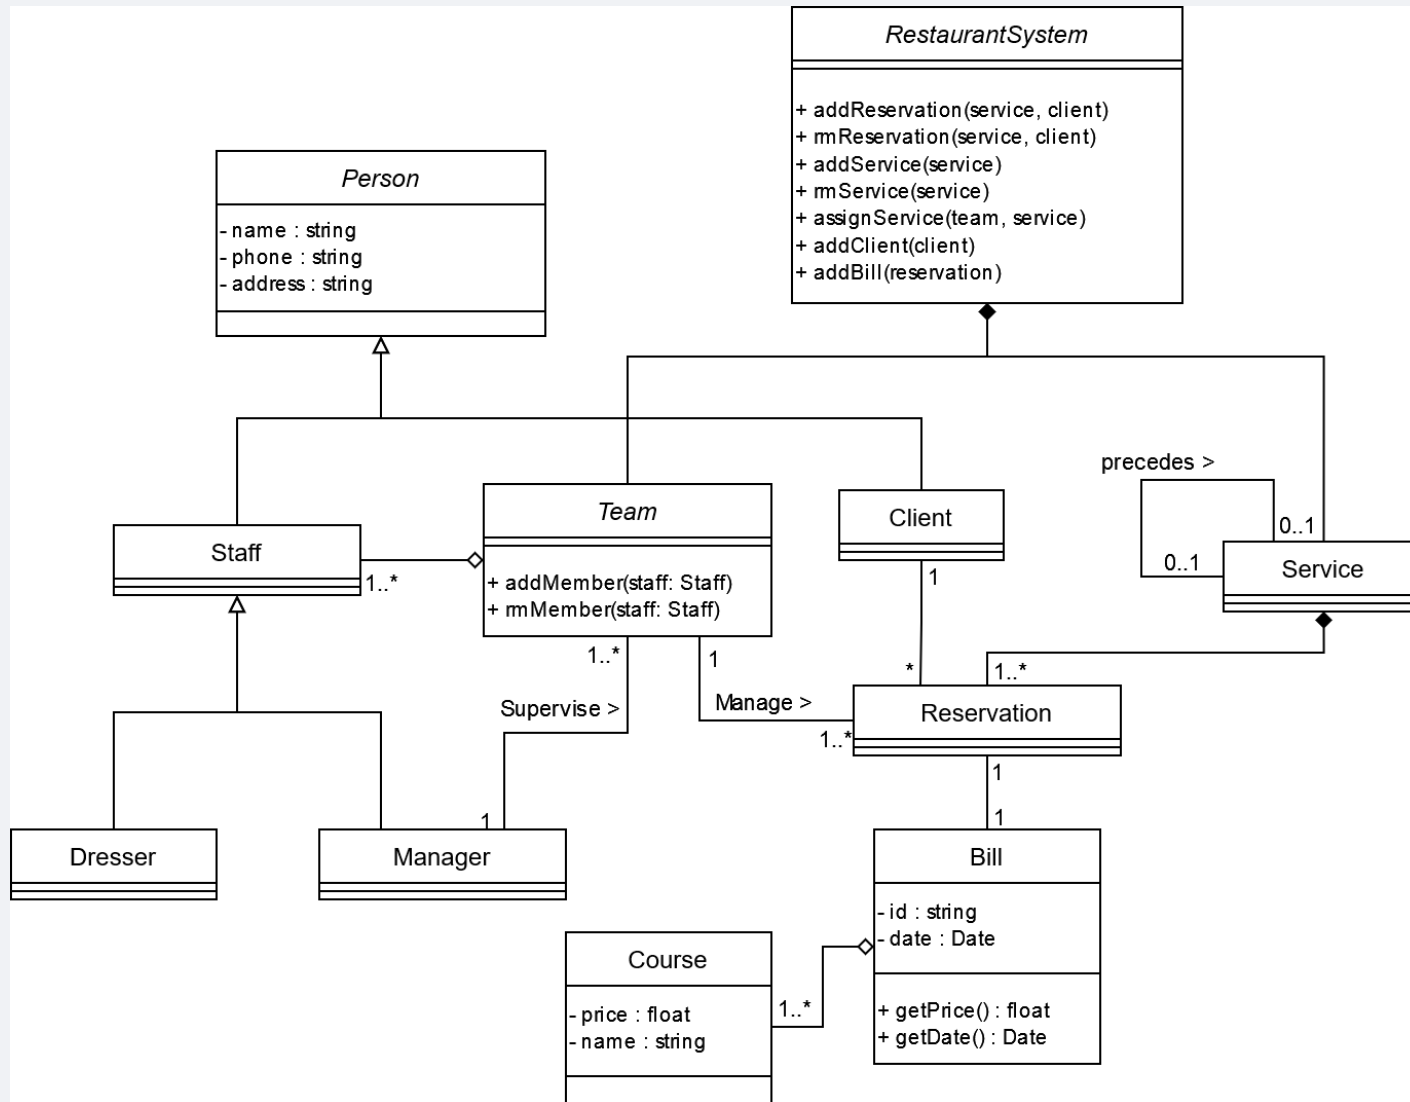 RestaurantSystem
+ addReservation(service, client)
+ rmReservation(service, client)
+ addService(service)
+ rmService(service)
+ assignService(team, service)
+ addClient(client)
+ addBill(reservation)
Person
- name : string
- phone : string
- address : string
precedes >
0..1
0..1
Service
Client
1
Team
+ addMember(staff: Staff)
+ rmMember(staff: Staff)
Staff
1..*
1..*
1
*
1..*
Supervise >
Manage >
1..*
Reservation
1
1
1
Dresser
Manager
Bill
- id : string
- date : Date
+ getPrice() : float
+ getDate() : Date
Course
1..*
- price : float
- name : string